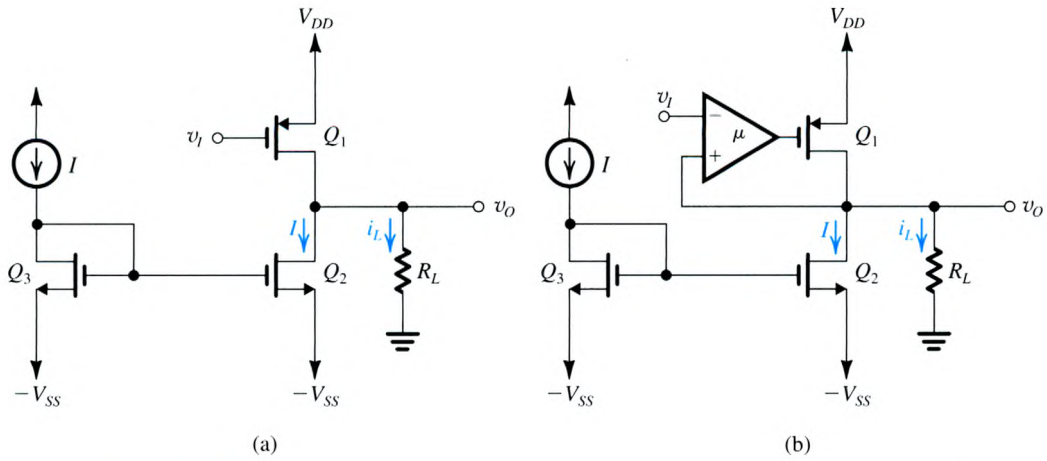 V_DD
I
v_I
Q_1
I
i_L
v_O
Q_3
Q_2
R_L
−V_SS
−V_SS
(a)
V_DD
v_I
−
μ
+
Q_1
I
I
i_L
v_O
Q_3
Q_2
R_L
−V_SS
−V_SS
(b)